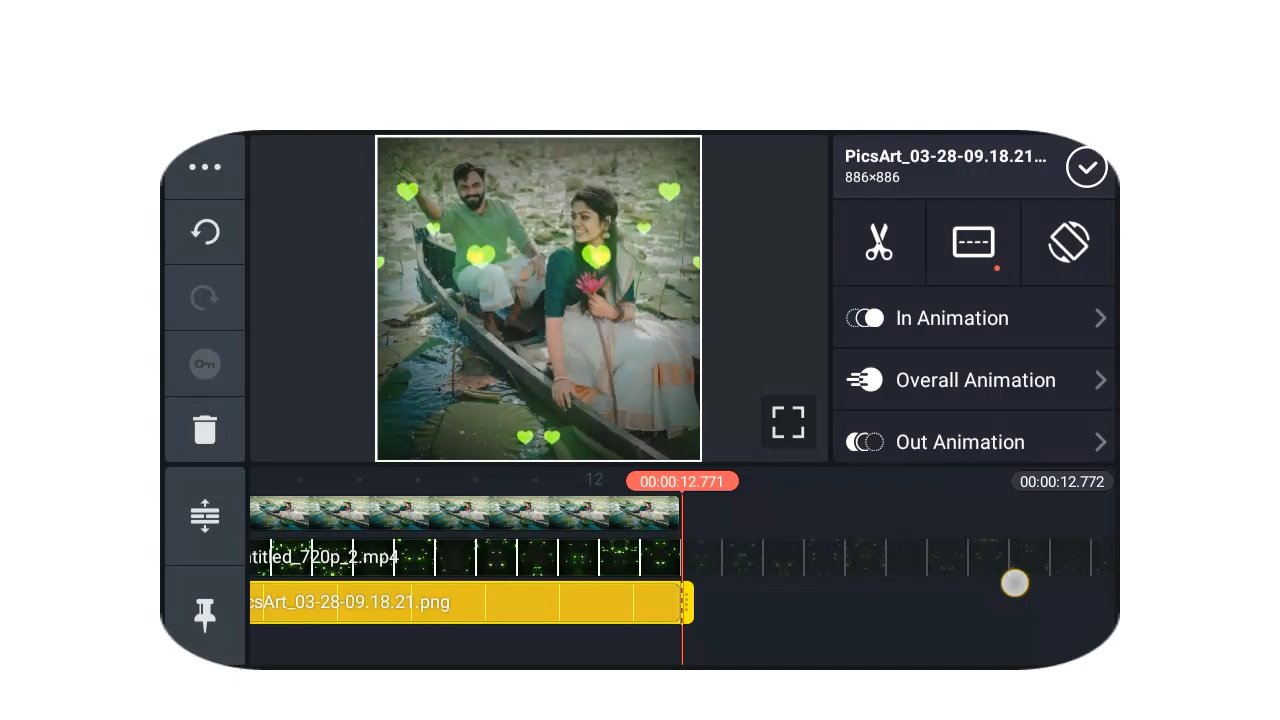 PicsArt_03-28-09.18.21...
886×886
In Animation
Overall Animation
Out Animation
12
00:00:12.771
00:00:12.772
titled_720p_2.mp4
csArt_03-28-09.18.21.png